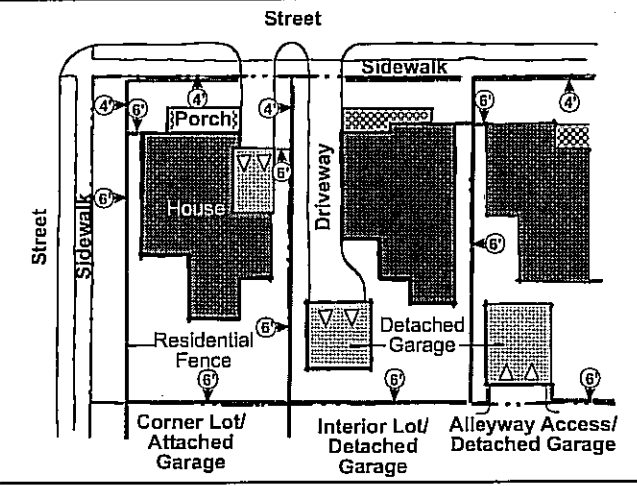 Street
Sidewalk
4'
4'
4'
4'
6'
6'
Porch
6'
6'
House
Driveway
6'
Street
Sidewalk
6'
Residential
Fence
Detached
Garage
6'
6'
6'
Corner Lot/
Attached
Garage
Interior Lot/
Detached
Garage
Alleyway Access/
Detached Garage